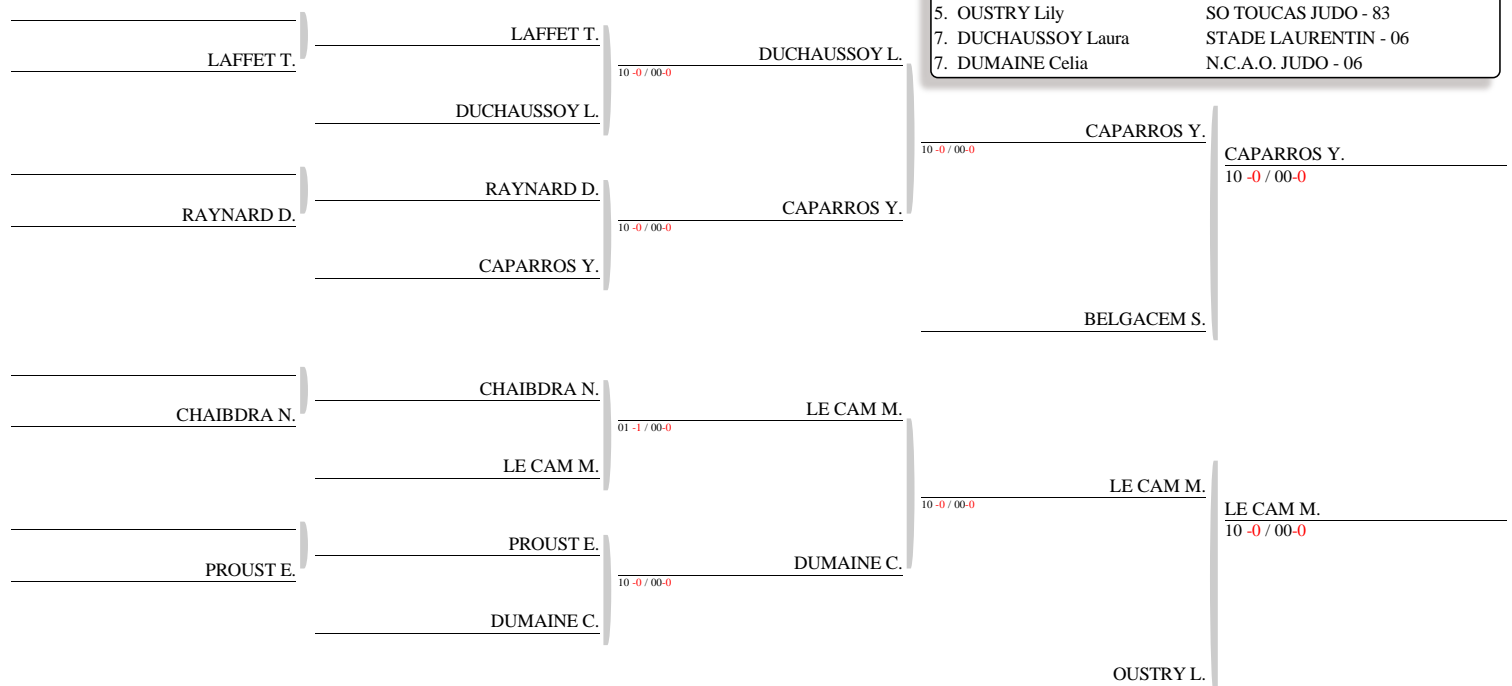 5. OUSTRY Lily SO TOUCAS JUDO - 83
7. DUCHAUSSOY Laura STADE LAURENTIN - 06
7. DUMAINE Celia N.C.A.O. JUDO - 06
LAFFET T.
LAFFET T.
DUCHAUSSOY L.
10 -0 / 00-0
DUCHAUSSOY L.
CAPARROS Y.
10 -0 / 00-0
CAPARROS Y.
10 -0 / 00-0
RAYNARD D.
RAYNARD D.
CAPARROS Y.
10 -0 / 00-0
CAPARROS Y.
BELGACEM S.
CHAIBDRA N.
CHAIBDRA N.
LE CAM M.
01 -1 / 00-0
LE CAM M.
LE CAM M.
10 -0 / 00-0
LE CAM M.
10 -0 / 00-0
PROUST E.
PROUST E.
DUMAINE C.
10 -0 / 00-0
DUMAINE C.
OUSTRY L.